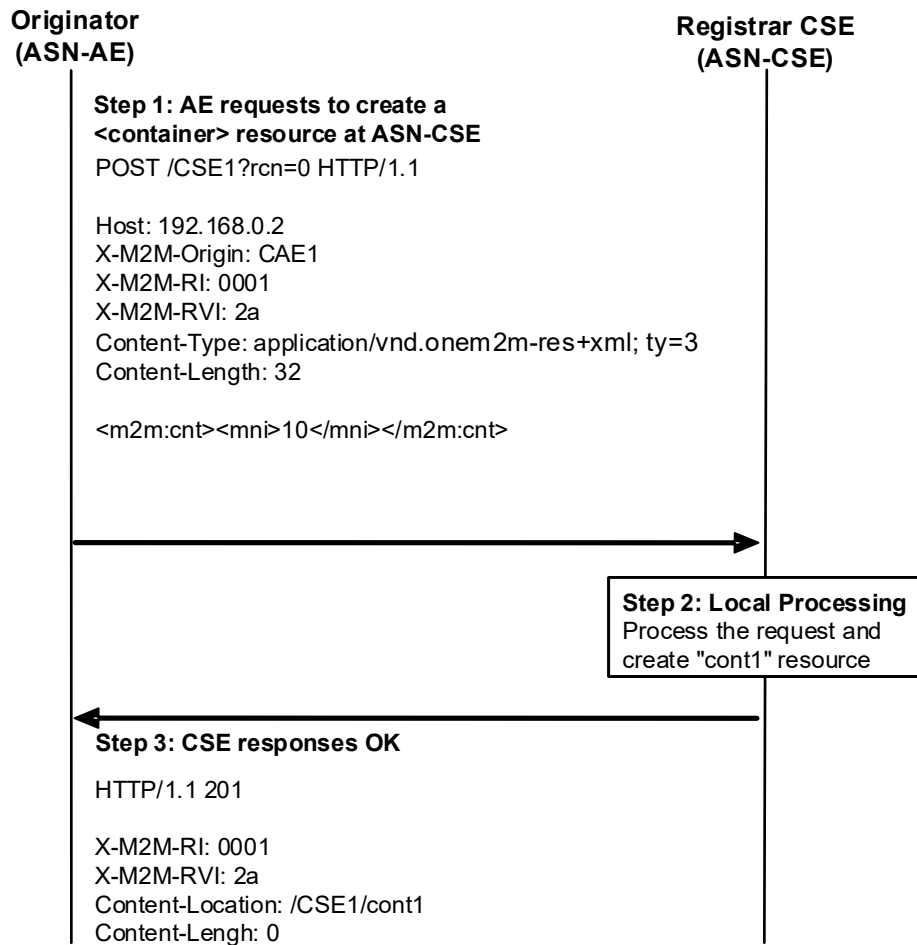 Originator
(ASN-AE)
Registrar CSE
(ASN-CSE)
Step 1: AE requests to create a
<container> resource at ASN-CSE
POST /CSE1?rcn=0 HTTP/1.1
Host: 192.168.0.2
X-M2M-Origin: CAE1
X-M2M-RI: 0001
X-M2M-RVI: 2a
Content-Type: application/vnd.onem2m-res+xml; ty=3
Content-Length: 32
<m2m:cnt><mni>10</mni></m2m:cnt>
Step 2: Local Processing
Process the request and
create "cont1" resource
Step 3: CSE responses OK
HTTP/1.1 201
X-M2M-RI: 0001
X-M2M-RVI: 2a
Content-Location: /CSE1/cont1
Content-Lengh: 0